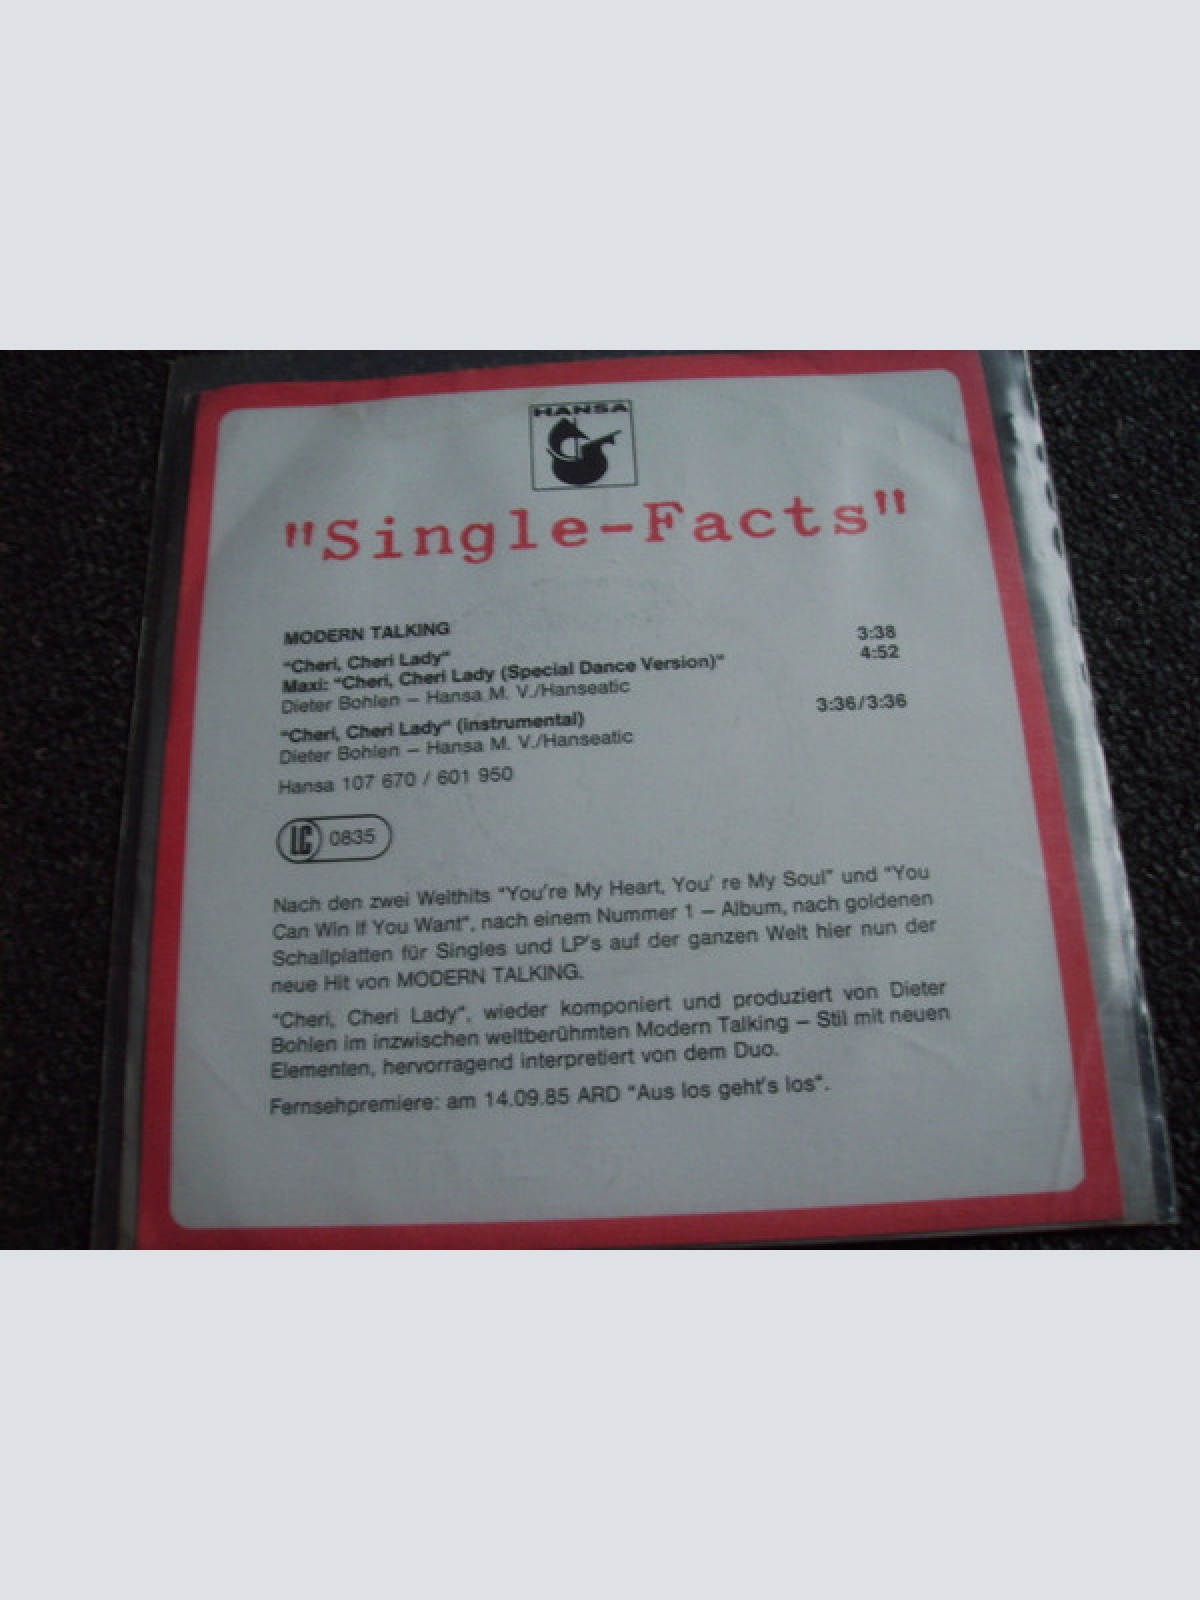 HANSA
"Single-Facts"
MODERN TALKING
"Cheri, Cheri Lady" 3:38
Maxi: "Cheri, Cheri Lady (Special Dance Version)" 4:52
Dieter Bohlen – Hansa M. V./Hanseatic
"Cheri, Cheri Lady" (instrumental) 3:36/3:36
Dieter Bohlen – Hansa M. V./Hanseatic
Hansa 107 670 / 601 950
LC 0835
Nach den zwei Welthits "You're My Heart, You' re My Soul" und "You
Can Win If You Want", nach einem Nummer 1 – Album, nach goldenen
Schallplatten für Singles und LP's auf der ganzen Welt hier nun der
neue Hit von MODERN TALKING.
"Cheri, Cheri Lady", wieder komponiert und produziert von Dieter
Bohlen im inzwischen weltberühmten Modern Talking – Stil mit neuen
Elementen, hervorragend interpretiert von dem Duo.
Fernsehpremiere: am 14.09.85 ARD "Aus los geht's los".